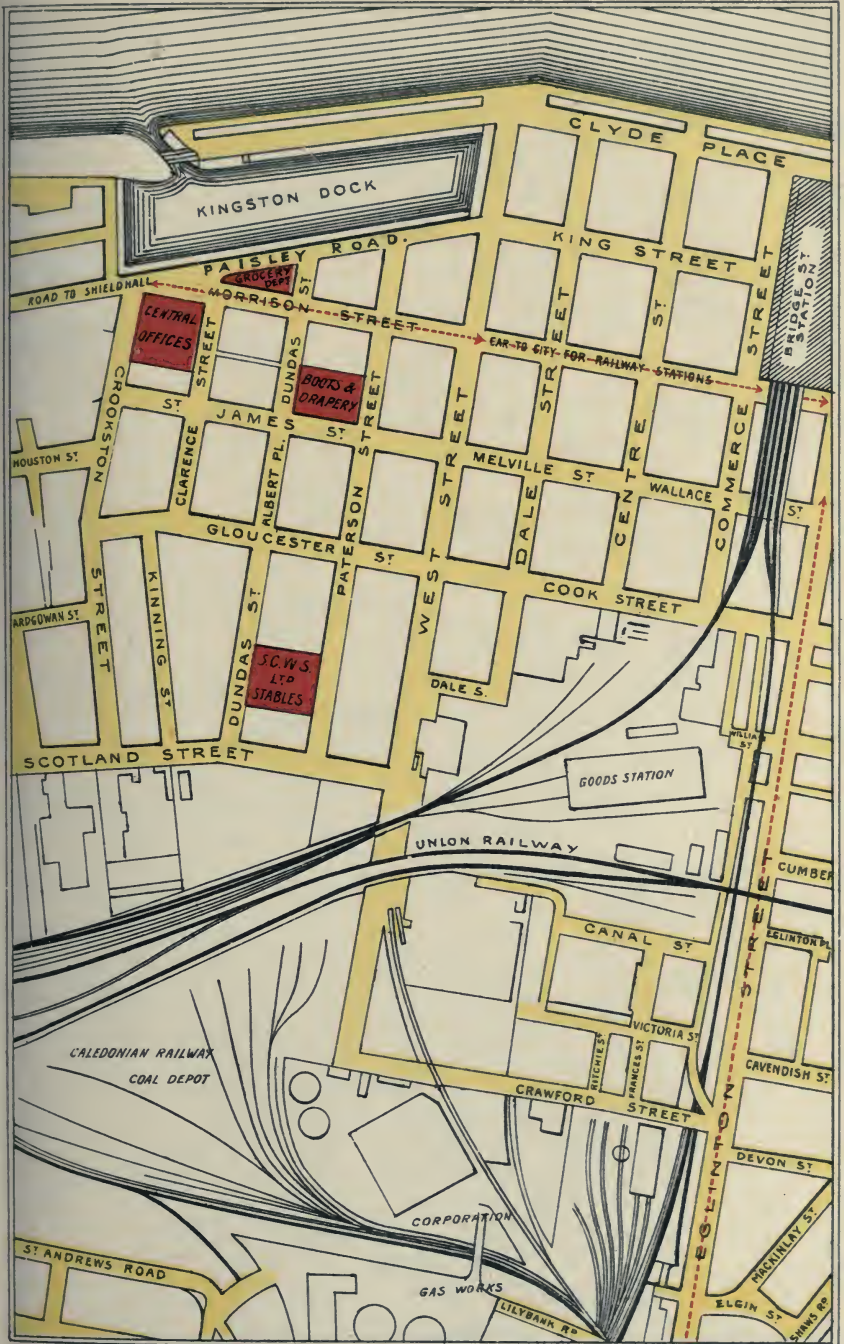 CLYDE PLACE
KINGSTON DOCK
KING STREET
PAISLEY ROAD.
GROCERY
DEPT
ROAD TO SHIELDHALL
MORRISON STREET
CAR TO CITY FOR RAILWAY STATIONS
BRIDGE ST
STATION
CENTRAL
OFFICES
BOOTS &
DRAPERY
CROOKSTON STREET
CLARENCE STREET
DUNDAS ST
ALBERT PL.
PATERSON STREET
WEST STREET
DALE STREET
CENTRE ST
COMMERCE STREET
ST JAMES ST
HOUSTON ST
MELVILLE ST
WALLACE ST
GLOUCESTER ST
COOK STREET
ARDGOWAN ST
KINNING ST
DUNDAS ST
S.C.W.S.
LTD
STABLES
DALE S.
WILLIAM
ST
SCOTLAND STREET
GOODS STATION
UNION RAILWAY
CUMBER
CANAL ST
EGLINTON PL
EGLINTON STREET
VICTORIA ST
RITCHIE ST
FRANCES ST
CALEDONIAN RAILWAY
COAL DEPOT
CAVENDISH ST
CRAWFORD STREET
DEVON ST
CORPORATION
GAS WORKS
MACKINLAY ST
ST ANDREWS ROAD
LILYBANK RD
ELGIN ST
SHAWS RD